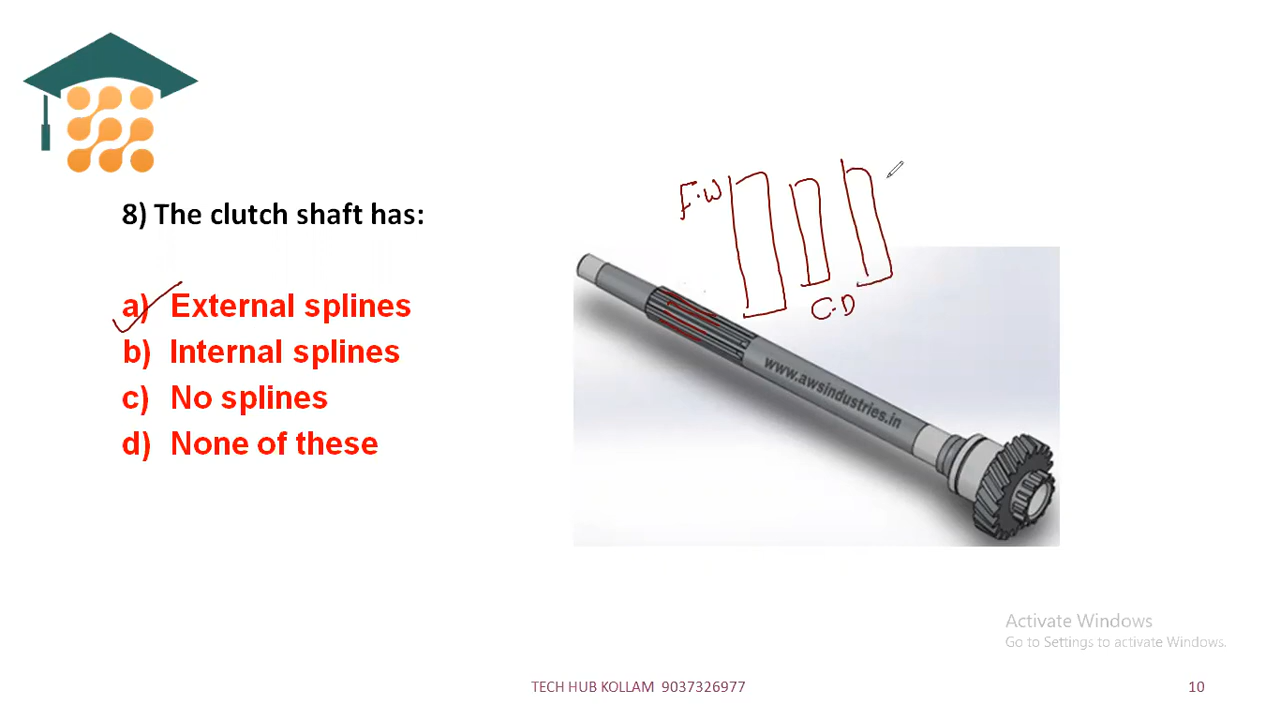 8) The clutch shaft has:
a) External splines
b) Internal splines
c) No splines
d) None of these
F.W
C.D
www.awsindustries.in
Activate Windows
Go to Settings to activate Windows.
TECH HUB KOLLAM 9037326977
10